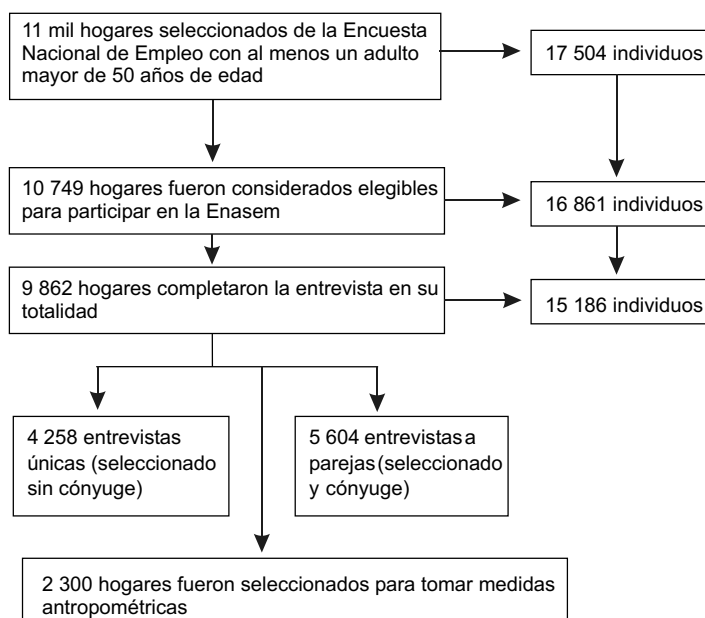 11 mil hogares seleccionados de la Encuesta
Nacional de Empleo con al menos un adulto
mayor de 50 años de edad
17 504 individuos
10 749 hogares fueron considerados elegibles
para participar en la Enasem
16 861 individuos
9 862 hogares completaron la entrevista en su
totalidad
15 186 individuos
4 258 entrevistas
únicas (seleccionado
sin cónyuge)
5 604 entrevistas a
parejas (seleccionado
y cónyuge)
2 300 hogares fueron seleccionados para tomar medidas
antropométricas